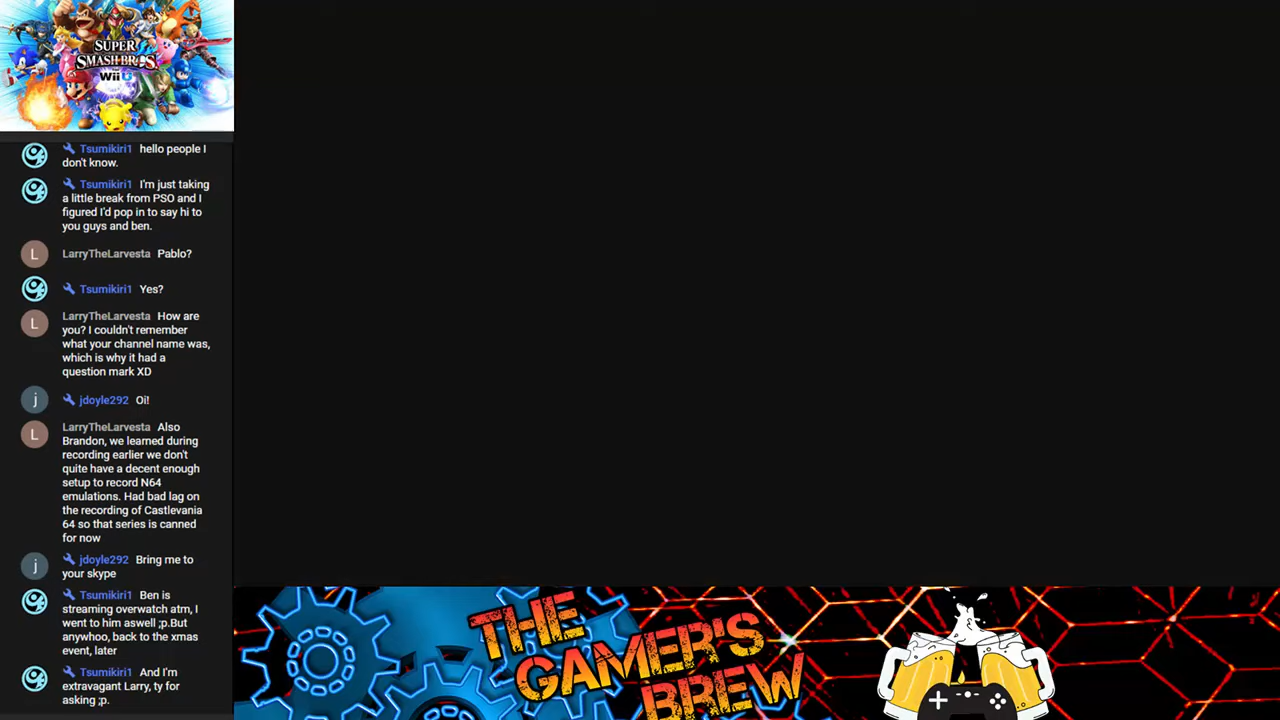 SUPER
SMASH BROS.
Wii U
Tsumikiri1 hello people I
don't know.
Tsumikiri1 I'm just taking
a little break from PSO and I
figured I'd pop in to say hi to
you guys and ben.
L LarryTheLarvesta Pablo?
Tsumikiri1 Yes?
LarryTheLarvesta How are
L you? I couldn't remember
what your channel name was,
which is why it had a
question mark XD
j jdoyle292 Oi!
LarryTheLarvesta Also
L Brandon, we learned during
recording earlier we don't
quite have a decent enough
setup to record N64
emulations. Had bad lag on
the recording of Castlevania
64 so that series is canned
for now
j jdoyle292 Bring me to
your skype
Tsumikiri1 Ben is
streaming overwatch atm, I
went to him aswell ;p.But
anywhoo, back to the xmas
event, later
Tsumikiri1 And I'm
extravagant Larry, ty for
asking ;p.
THE
GAMER'S
BREW